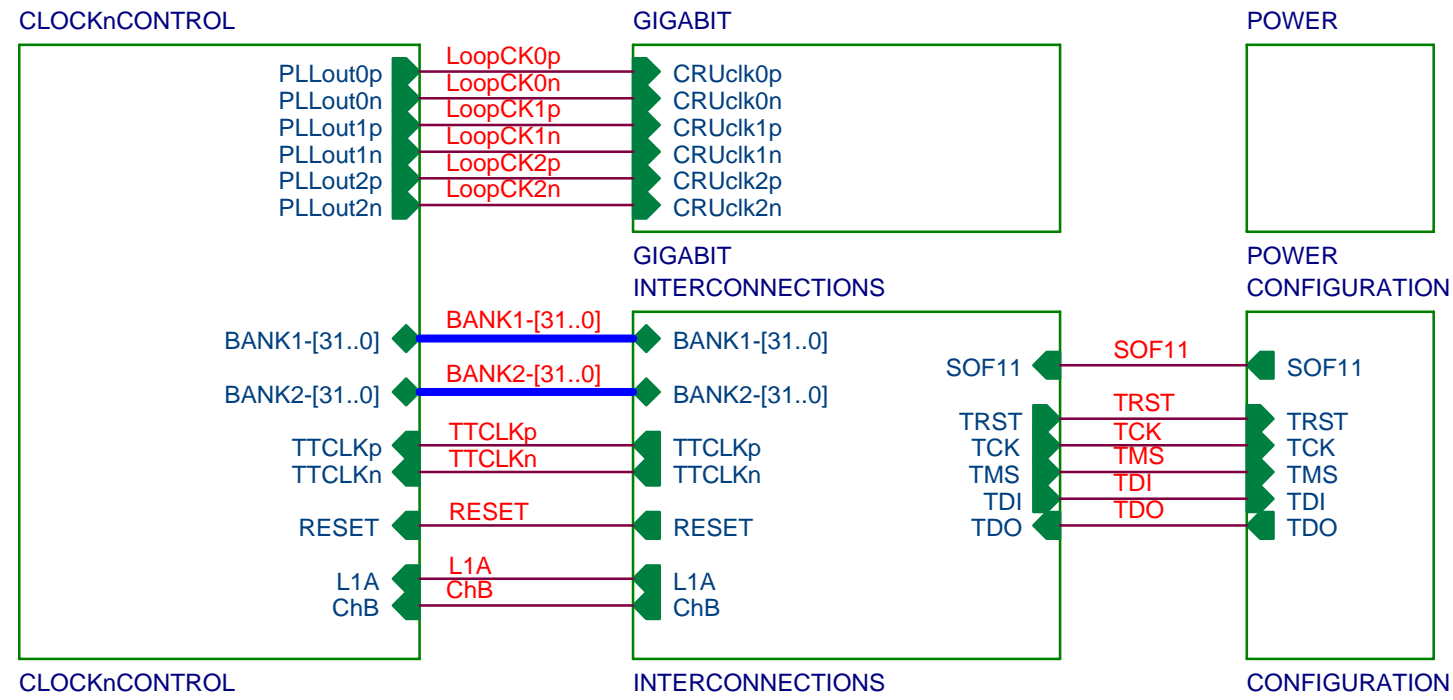 CLOCKnCONTROL GIGABIT POWER
LoopCK0p
PLLout0p CRUclk0p
LoopCK0n
PLLout0n CRUclk0n
LoopCK1p
PLLout1p CRUclk1p
LoopCK1n
PLLout1n CRUclk1n
LoopCK2p
PLLout2p CRUclk2p
LoopCK2n
PLLout2n CRUclk2n
GIGABIT POWER
INTERCONNECTIONS CONFIGURATION
BANK1-[31..0]
BANK1-[31..0] BANK1-[31..0]
SOF11
SOF11 SOF11
BANK2-[31..0]
BANK2-[31..0] BANK2-[31..0]
TRST
TRST TRST
TTCLKp TCK
TTCLKp TTCLKp TCK TCK
TTCLKn TMS
TTCLKn TTCLKn TMS TMS
TDI
TDI TDI
RESET TDO
RESET RESET TDO TDO
L1A
L1A L1A
ChB
ChB ChB
CLOCKnCONTROL INTERCONNECTIONS CONFIGURATION